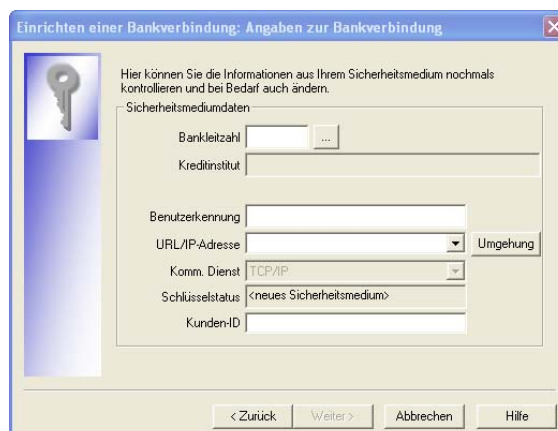 Einrichten einer Bankverbindung: Angaben zur Bankverbindung
Hier können Sie die Informationen aus Ihrem Sicherheitsmedium nochmals
kontrollieren und bei Bedarf auch ändern.
Sicherheitsmediumdaten
Bankleitzahl ...
Kreditinstitut
Benutzerkennung
URL/IP-Adresse Umgehung
Komm. Dienst TCP/IP
Schlüsselstatus <neues Sicherheitsmedium>
Kunden-ID
< Zurück Weiter > Abbrechen Hilfe